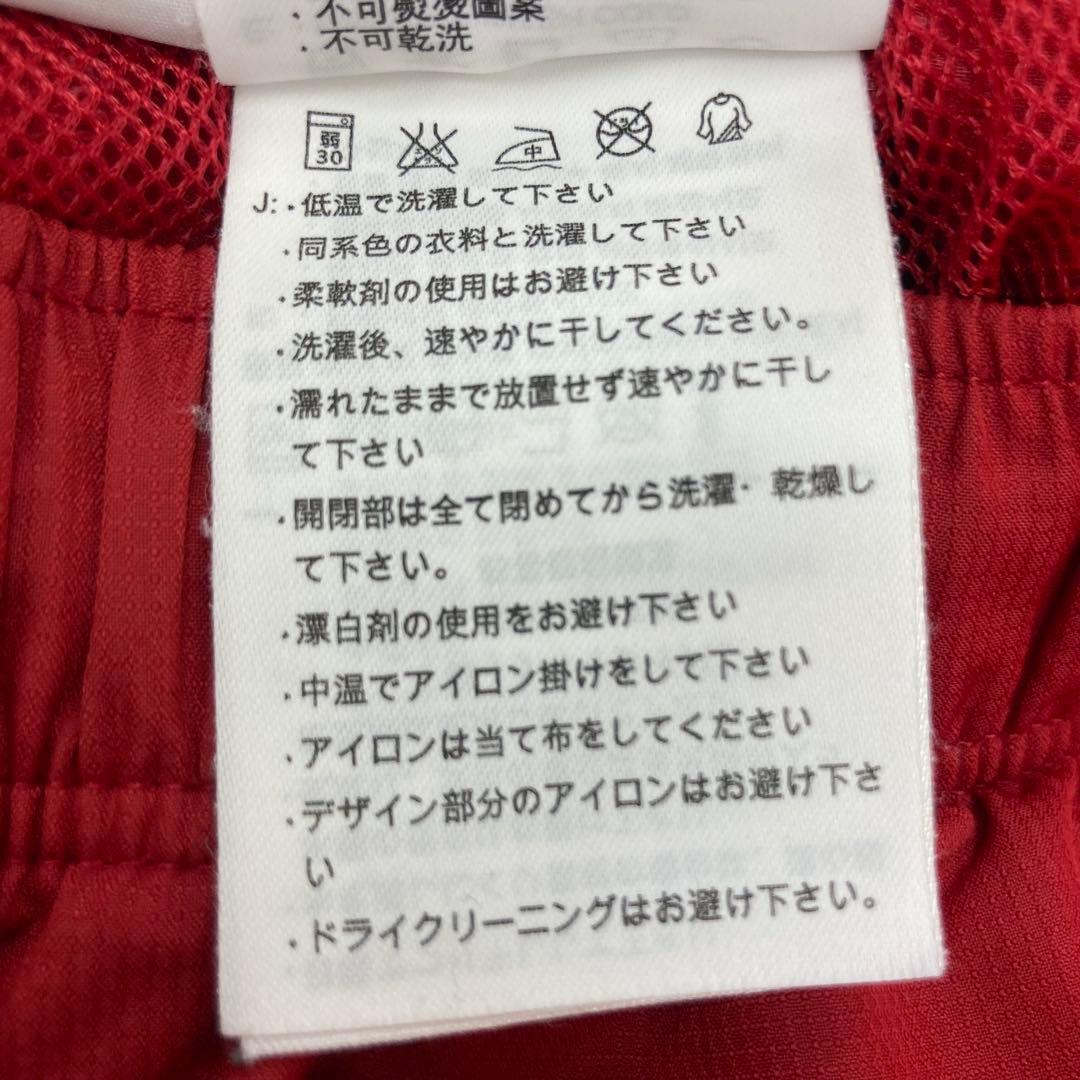 · 不可熨燙圖案
· 不可乾洗
弱
30
中
J: · 低温で洗濯して下さい
· 同系色の衣料と洗濯して下さい
· 柔軟剤の使用はお避け下さい
· 洗濯後、速やかに干してください。
· 濡れたままで放置せず速やかに干し
て下さい
· 開閉部は全て閉めてから洗濯· 乾燥し
て下さい。
· 漂白剤の使用をお避け下さい
· 中温でアイロン掛けをして下さい
· アイロンは当て布をしてください
· デザイン部分のアイロンはお避け下さ
い
· ドライクリーニングはお避け下さい。